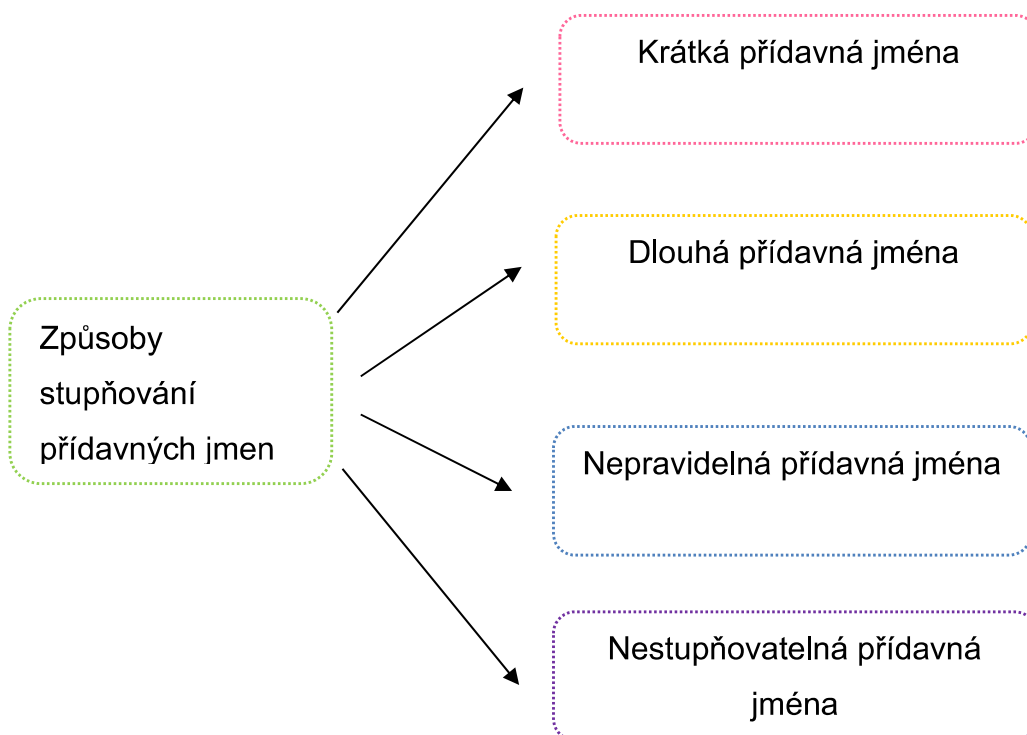 Způsoby
stupňování
přídavných jmen
Krátká přídavná jména
Dlouhá přídavná jména
Nepravidelná přídavná jména
Nestupňovatelná přídavná
jména